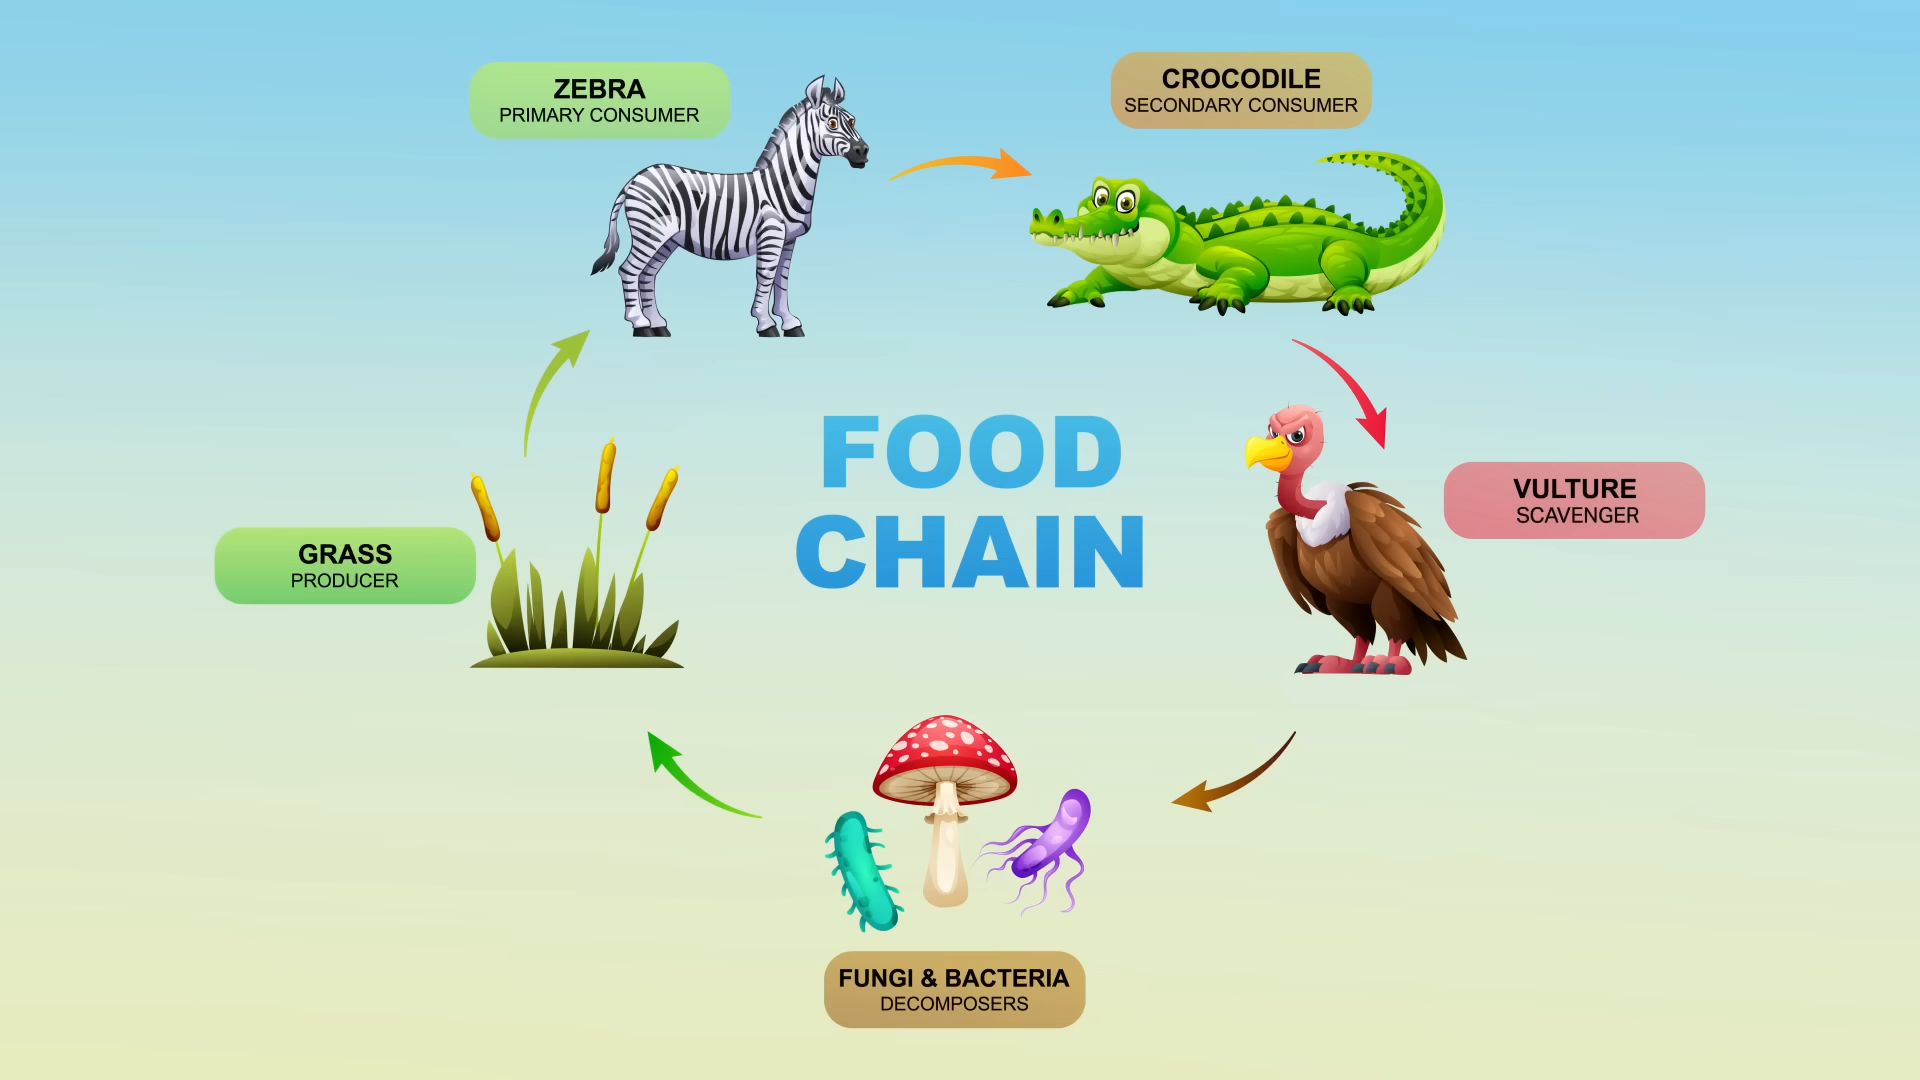 ZEBRA
PRIMARY CONSUMER
CROCODILE
SECONDARY CONSUMER
FOOD
CHAIN
VULTURE
SCAVENGER
GRASS
PRODUCER
FUNGI & BACTERIA
DECOMPOSERS